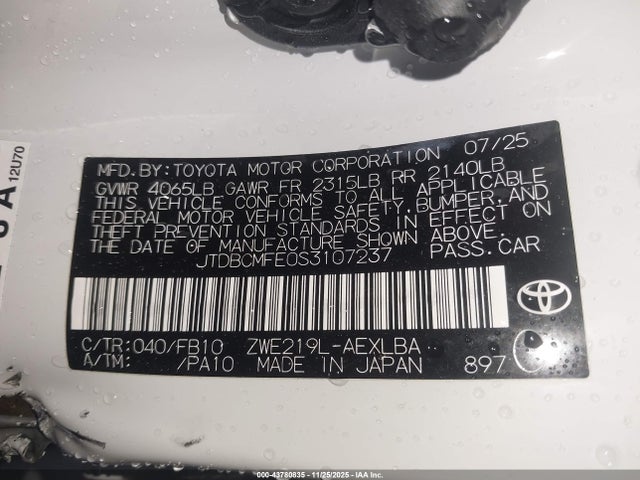 12U70
MFD.BY:TOYOTA MOTOR CORPORATION 07/25
GVWR 4065LB GAWR FR 2315LB RR 2140LB
THIS VEHICLE CONFORMS TO ALL APPLICABLE
FEDERAL MOTOR VEHICLE SAFETY,BUMPER,AND
THEFT PREVENTION STANDARDS IN EFFECT ON
THE DATE OF MANUFACTURE SHOWN ABOVE.
JTDBCMFE0S3107237 PASS.CAR
C/TR:040/FB10 ZWE219L-AEXLBA
A/TM: /PA10 MADE IN JAPAN 897
000-43780835 - 11/25/2025 - IAA, Inc.